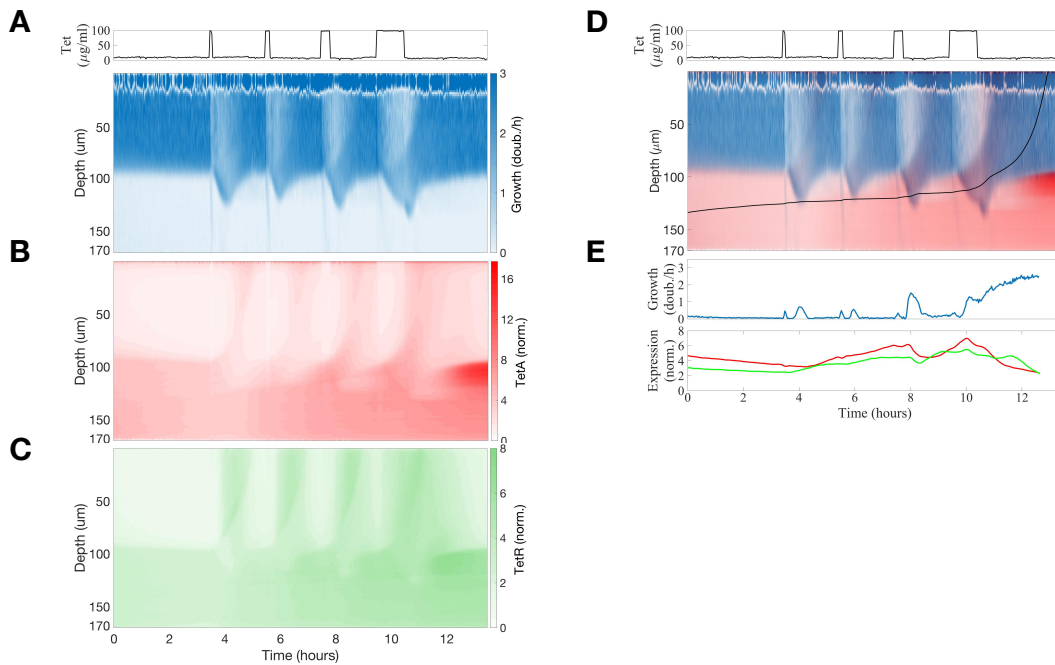 A
Tet
(µg/ml)
100
50
0
Depth (um)
50
100
150
170
3
2
1
0
Growth (doub./h)
B
Depth (um)
50
100
150
170
16
12
8
4
0
TetA (norm.)
C
Depth (um)
50
100
150
170
8
6
4
2
0
TetR (norm.)
0 2 4 6 8 10 12
Time (hours)
D
Tet
(µg/ml)
100
50
0
Depth (µm)
50
100
150
170
E
Growth
(doub./h)
3
2
1
0
Expression
(norm.)
8
6
4
2
0
0 2 4 6 8 10 12
Time (hours)